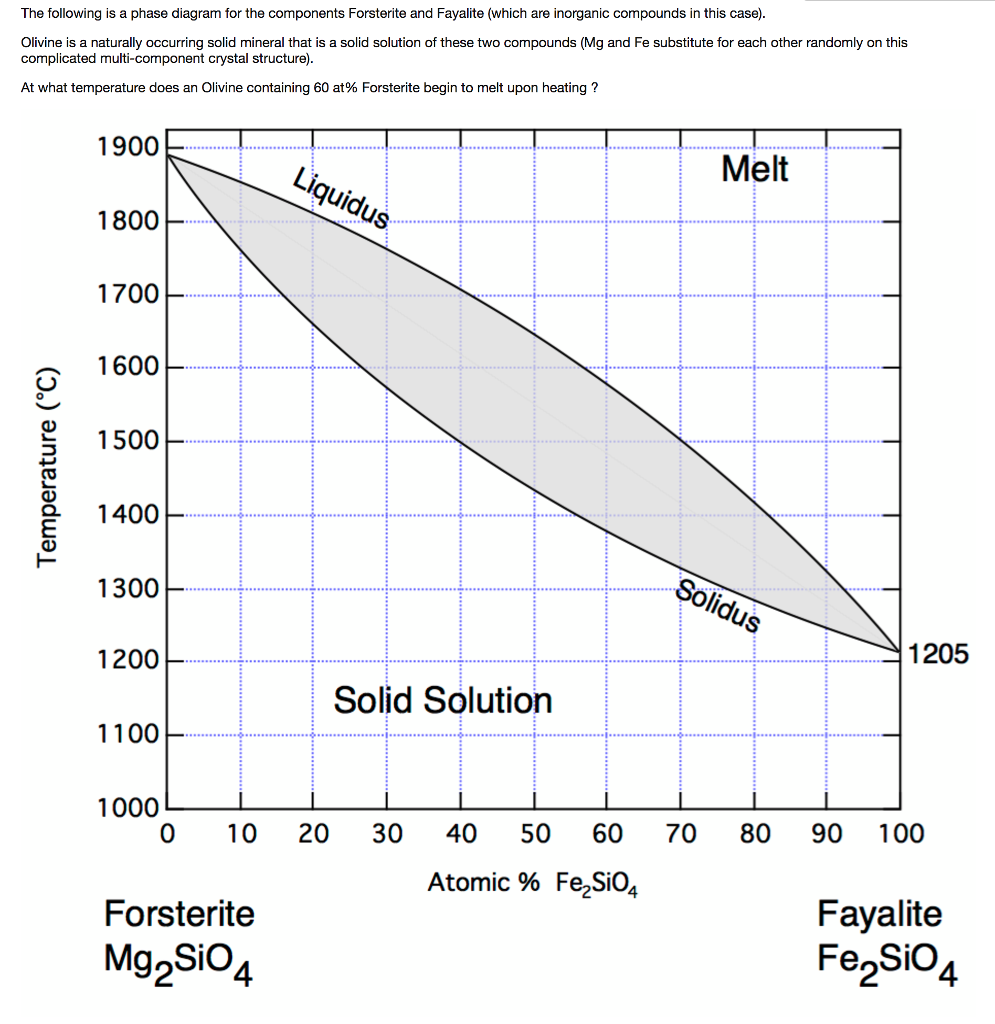 The following is a phase diagram for the components Forsterite and Fayalite (which are inorganic compounds in this case).
Olivine is a naturally occurring solid mineral that is a solid solution of these two compounds (Mg and Fe substitute for each other randomly on this
complicated multi-component crystal structure).
At what temperature does an Olivine containing 60 at% Forsterite begin to melt upon heating ?
1900
Liquidus
Melt
1800
1700
1600
1500
1400
1300
Solidus
1200
1205
Solid Solution
1100
1000
Temperature (°C)
0 10 20 30 40 50 60 70 80 90 100
Atomic % Fe₂SiO₄
Forsterite Fayalite
Mg₂SiO₄ Fe₂SiO₄